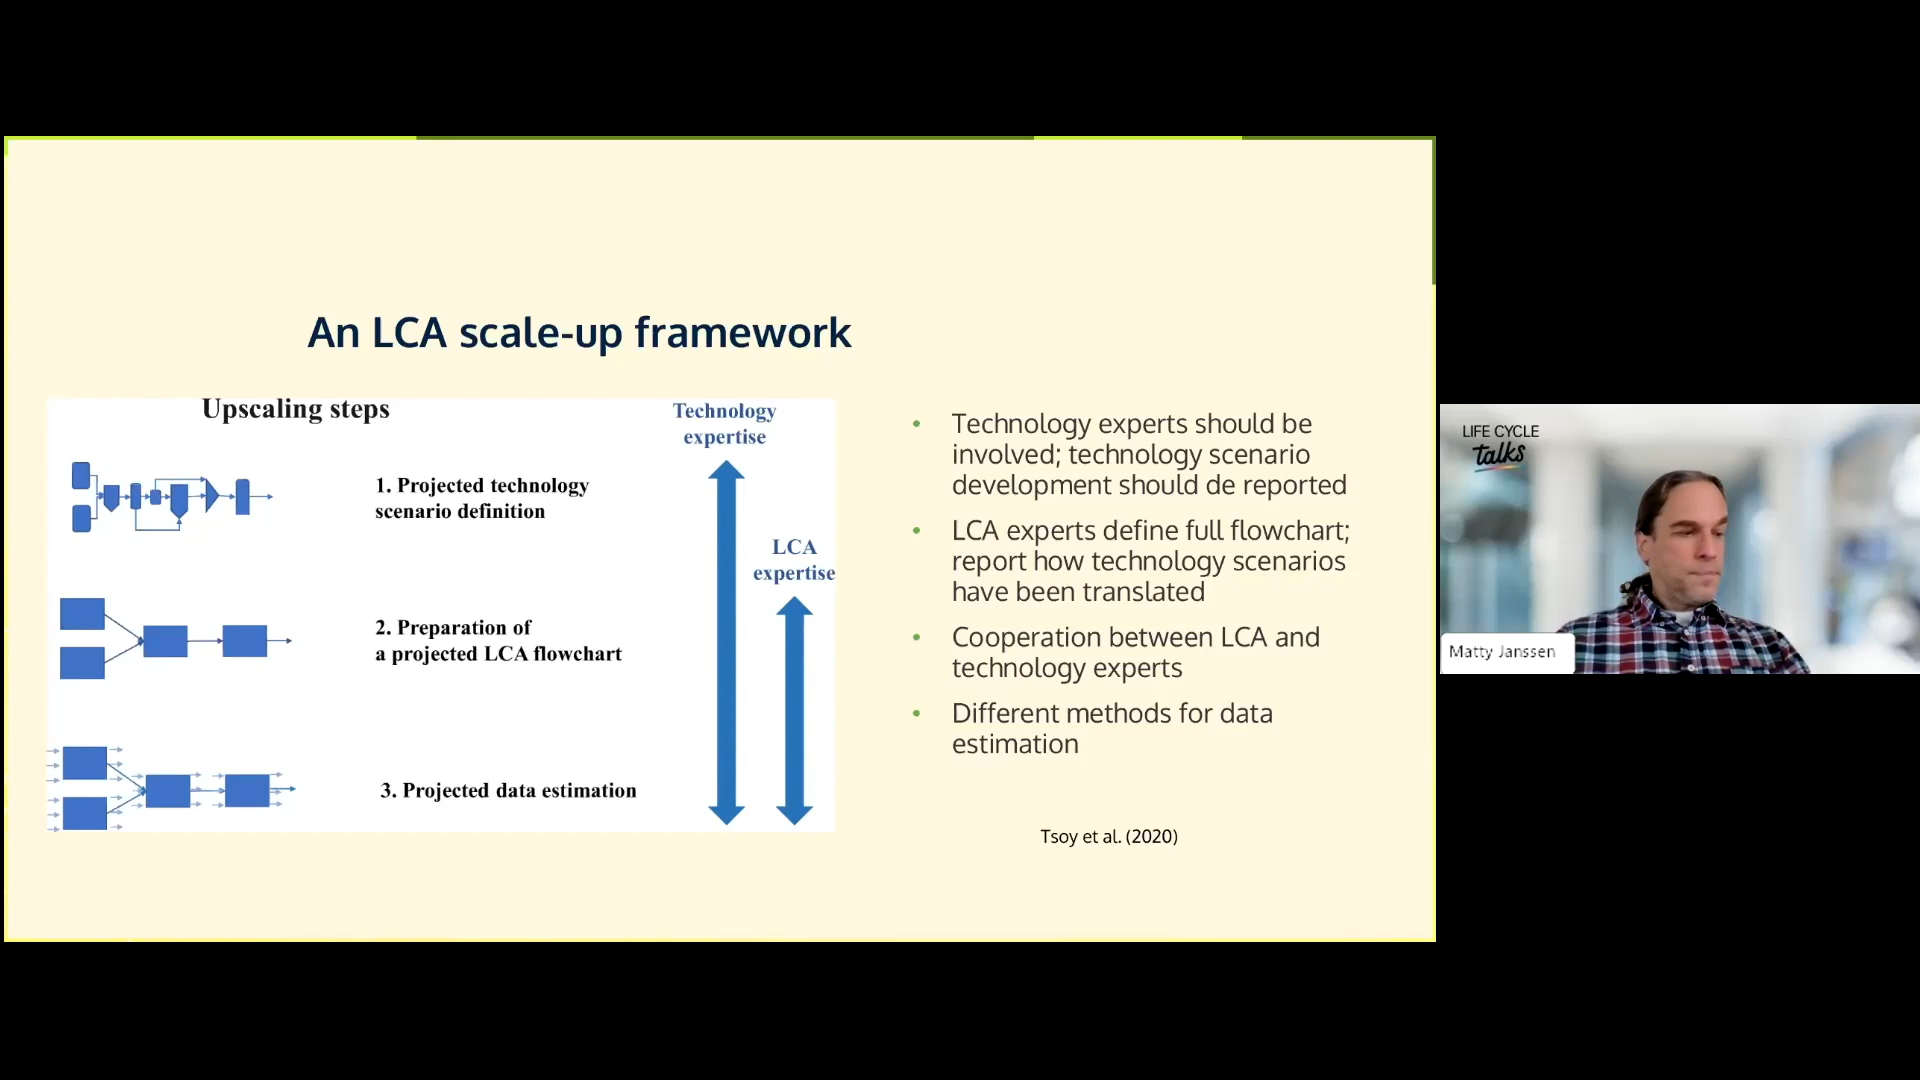 An LCA scale-up framework
Upscaling steps
Technology
expertise
1. Projected technology
scenario definition
LCA
expertise
2. Preparation of
a projected LCA flowchart
3. Projected data estimation
• Technology experts should be
involved; technology scenario
development should de reported
• LCA experts define full flowchart;
report how technology scenarios
have been translated
• Cooperation between LCA and
technology experts
• Different methods for data
estimation
Tsoy et al. (2020)
LIFE CYCLE
talks
Matty Janssen